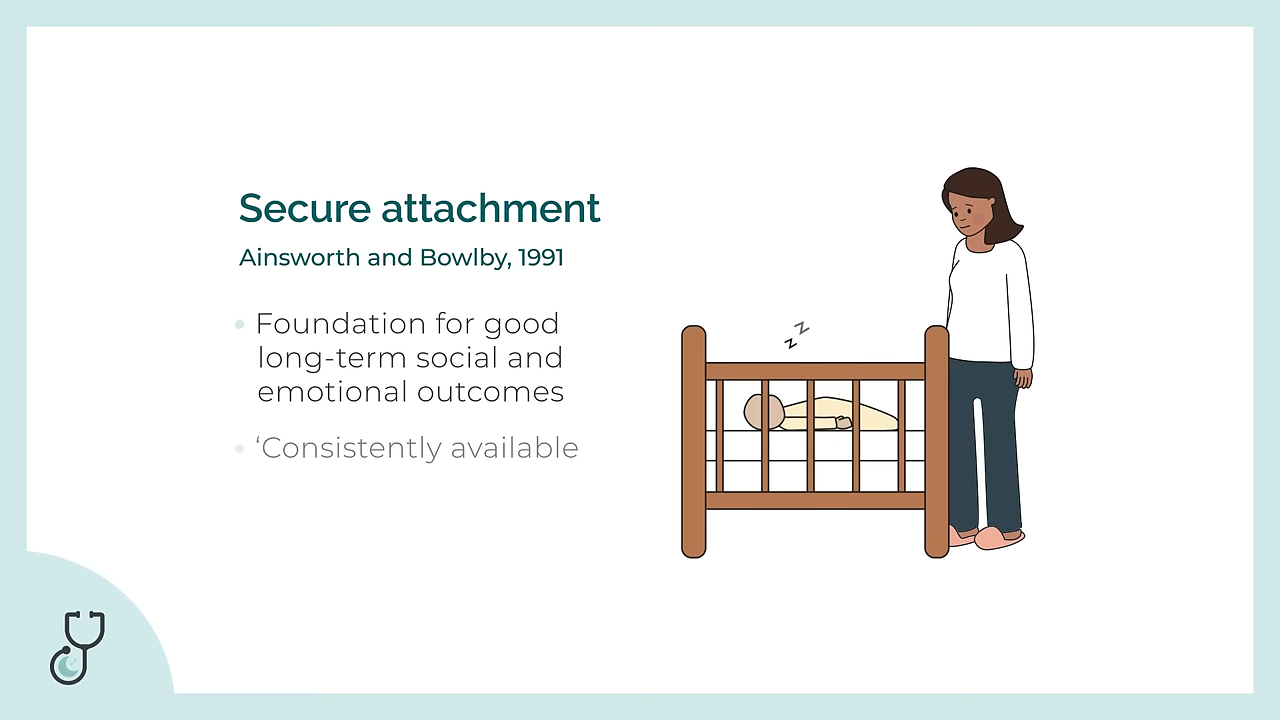 Secure attachment
Ainsworth and Bowlby, 1991
• Foundation for good
long-term social and
emotional outcomes
• ‘Consistently available
z z